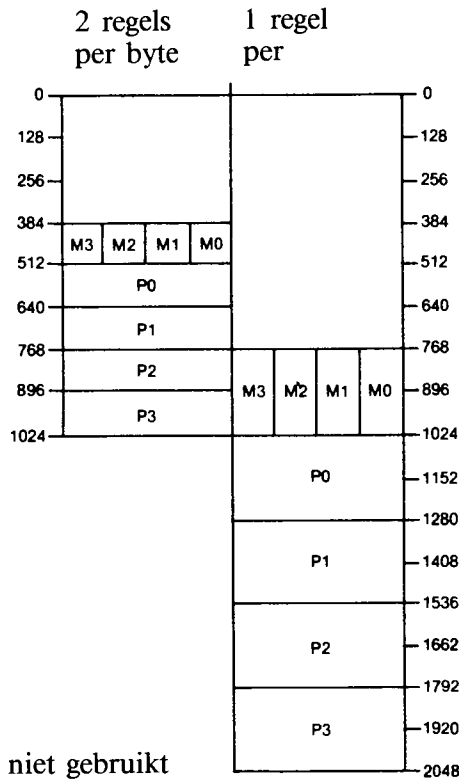 2 regels 1 regel
per byte per
0 0
128 128
256 256
384 384
M3 M2 M1 M0
512 512
P0
640 640
P1
768 768
P2
896 M3 M2 M1 M0 896
P3
1024 1024
P0 1152
1280
P1 1408
1536
P2 1662
1792
P3 1920
niet gebruikt 2048